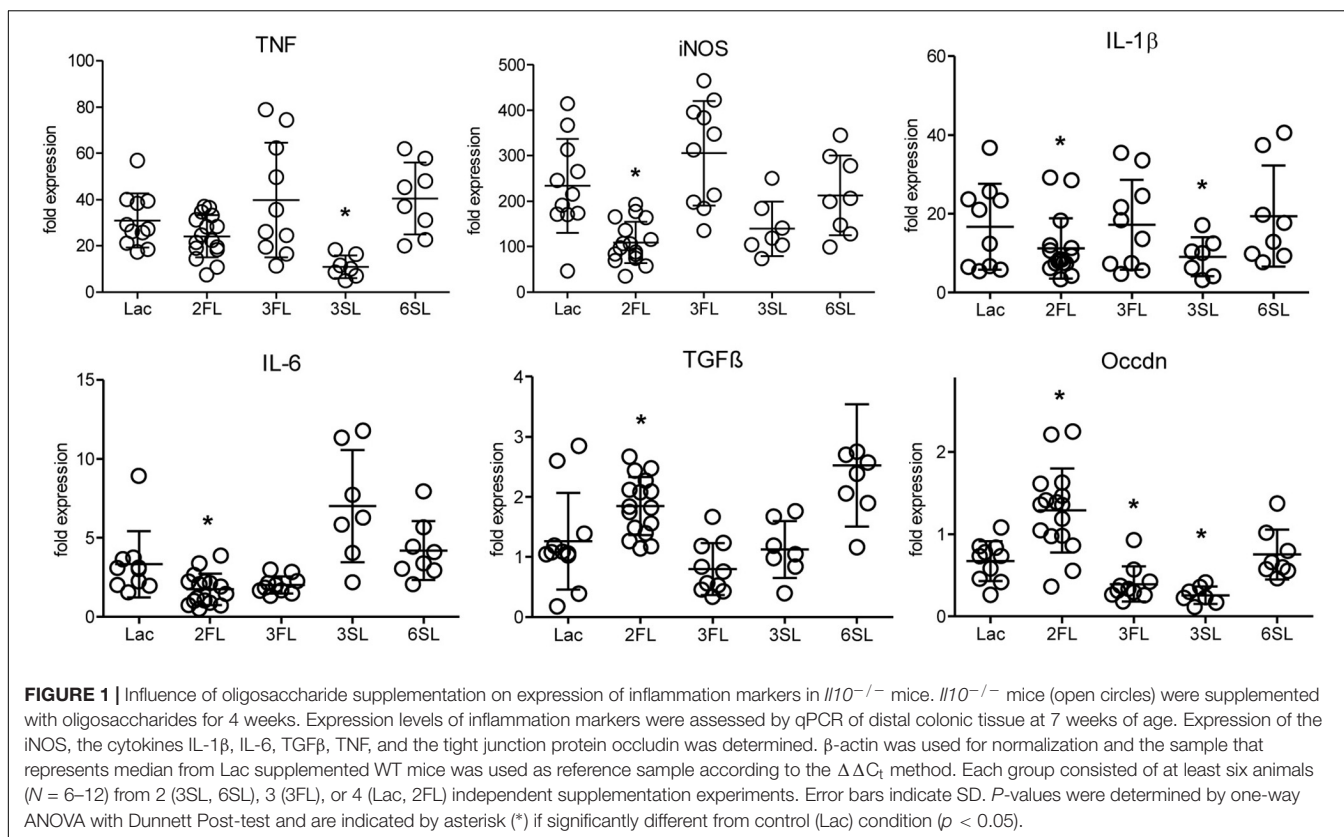 TNF
100
80
60
40
20
0
fold expression
*
Lac 2FL 3FL 3SL 6SL
iNOS
500
400
300
200
100
0
fold expression
*
Lac 2FL 3FL 3SL 6SL
IL-1β
60
40
20
0
fold expression
* *
Lac 2FL 3FL 3SL 6SL
IL-6
15
10
5
0
fold expression
*
Lac 2FL 3FL 3SL 6SL
TGFß
4
3
2
1
0
fold expression
*
Lac 2FL 3FL 3SL 6SL
Occdn
2
1
0
fold expression
* * *
Lac 2FL 3FL 3SL 6SL
FIGURE 1 | Influence of oligosaccharide supplementation on expression of inflammation markers in Il10−/− mice. Il10−/− mice (open circles) were supplemented
with oligosaccharides for 4 weeks. Expression levels of inflammation markers were assessed by qPCR of distal colonic tissue at 7 weeks of age. Expression of the
iNOS, the cytokines IL-1β, IL-6, TGFβ, TNF, and the tight junction protein occludin was determined. β-actin was used for normalization and the sample that
represents median from Lac supplemented WT mice was used as reference sample according to the ΔΔCt method. Each group consisted of at least six animals
(N = 6–12) from 2 (3SL, 6SL), 3 (3FL), or 4 (Lac, 2FL) independent supplementation experiments. Error bars indicate SD. P-values were determined by one-way
ANOVA with Dunnett Post-test and are indicated by asterisk (*) if significantly different from control (Lac) condition (p < 0.05).